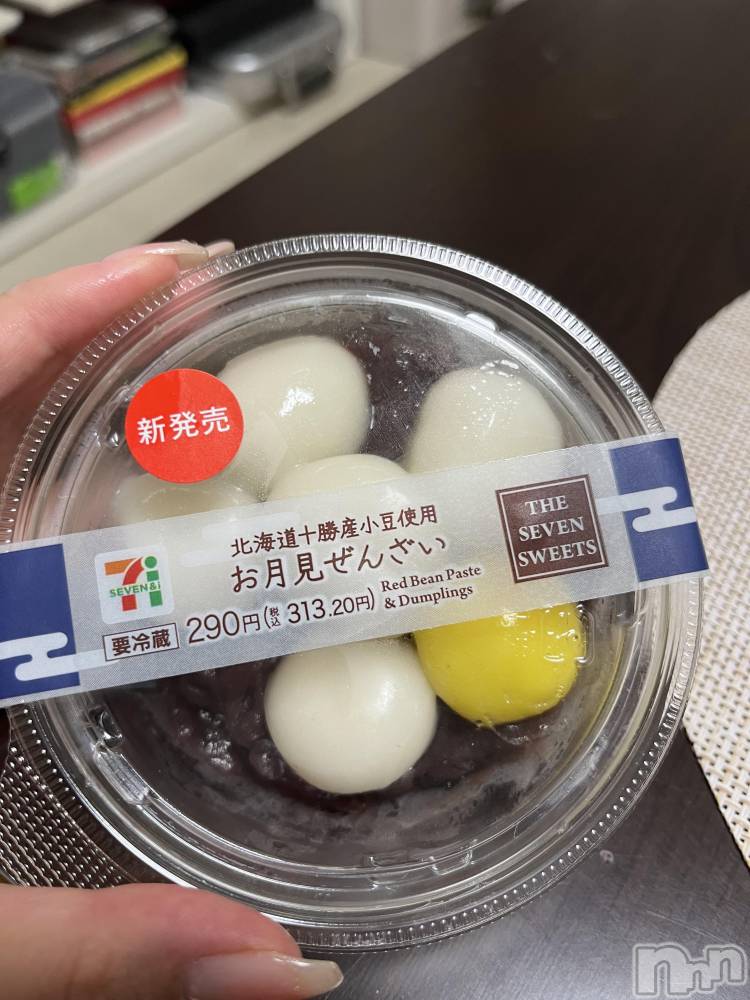 新発売
北海道十勝産小豆使用
お月見ぜんざい
Red Bean Paste
& Dumplings
THE
SEVEN
SWEETS
7
SEVEN&i
要冷蔵 290円(税込 313.20円)
nnn